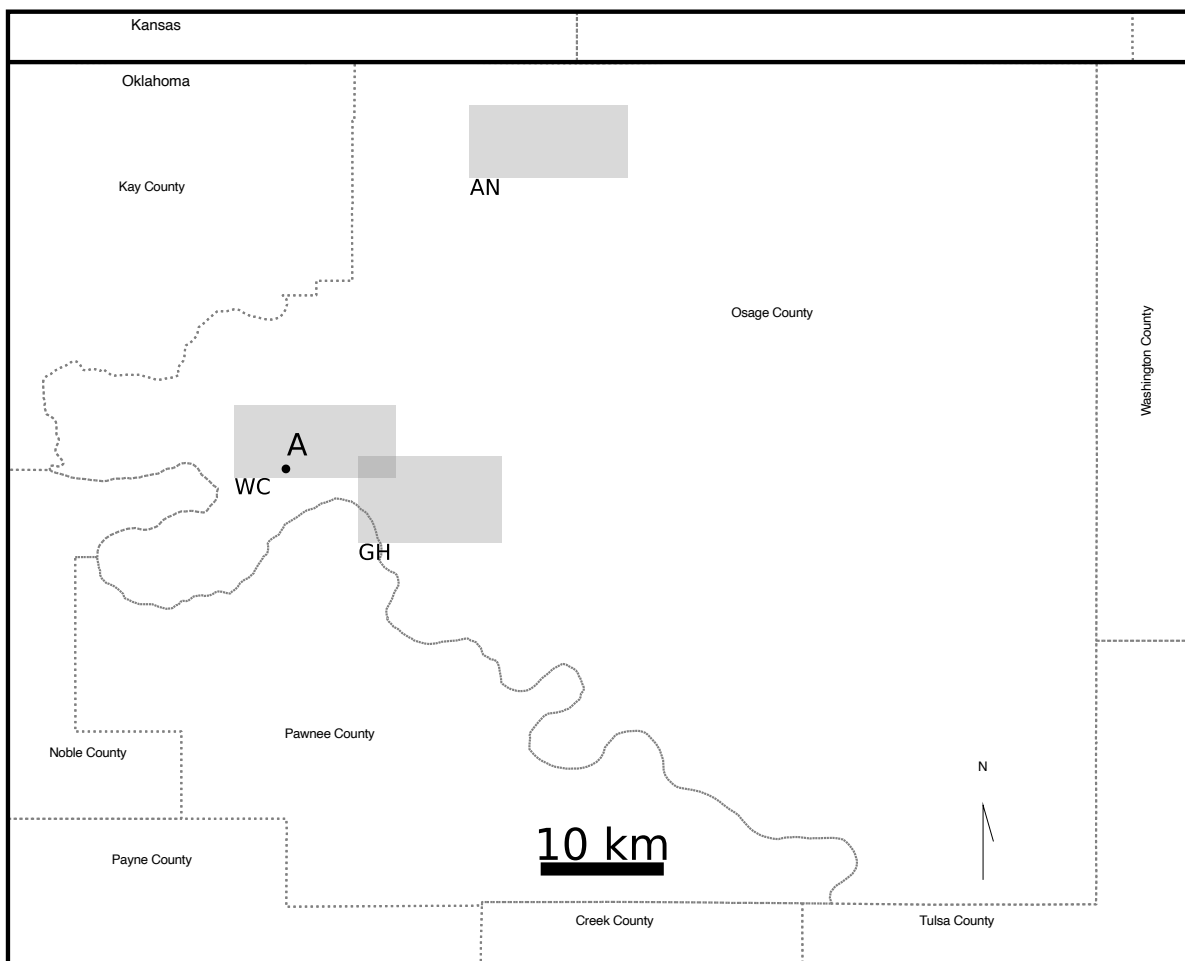 Kansas
Oklahoma
Kay County
AN
Osage County
Washington County
A
WC
GH
Pawnee County
Noble County
N
10 km
Payne County
Creek County
Tulsa County